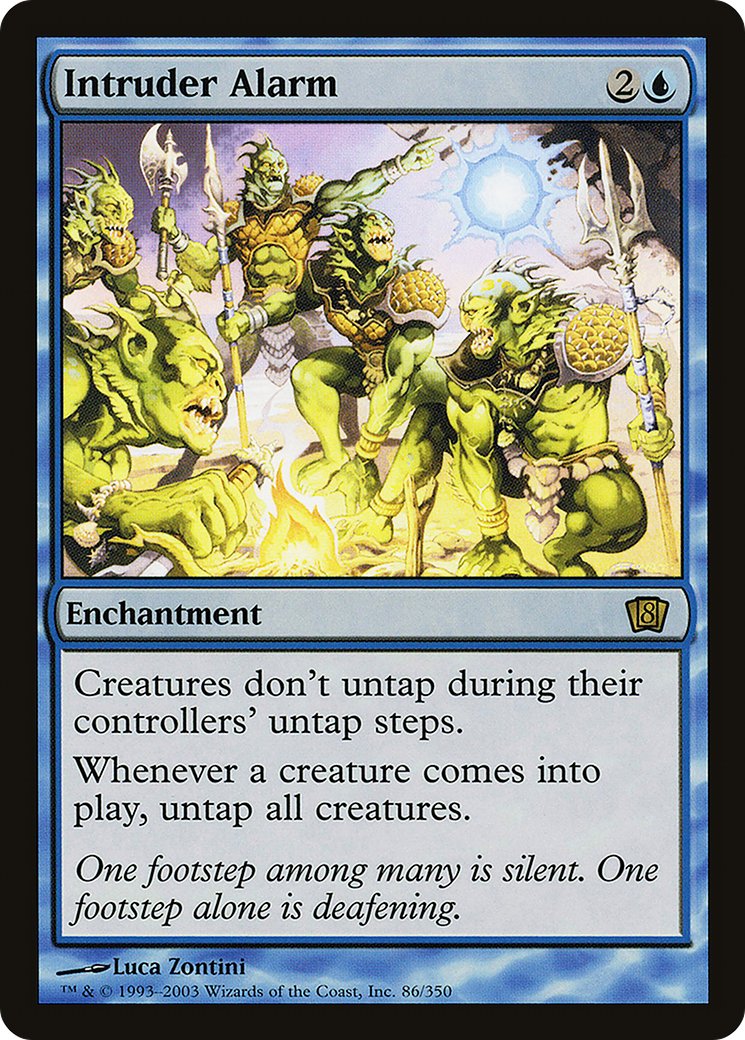 Intruder Alarm 2
Enchantment 8
Creatures don't untap during their
controllers' untap steps.
Whenever a creature comes into
play, untap all creatures.
One footstep among many is silent. One
footstep alone is deafening.
Luca Zontini
™ & © 1993–2003 Wizards of the Coast, Inc. 86/350